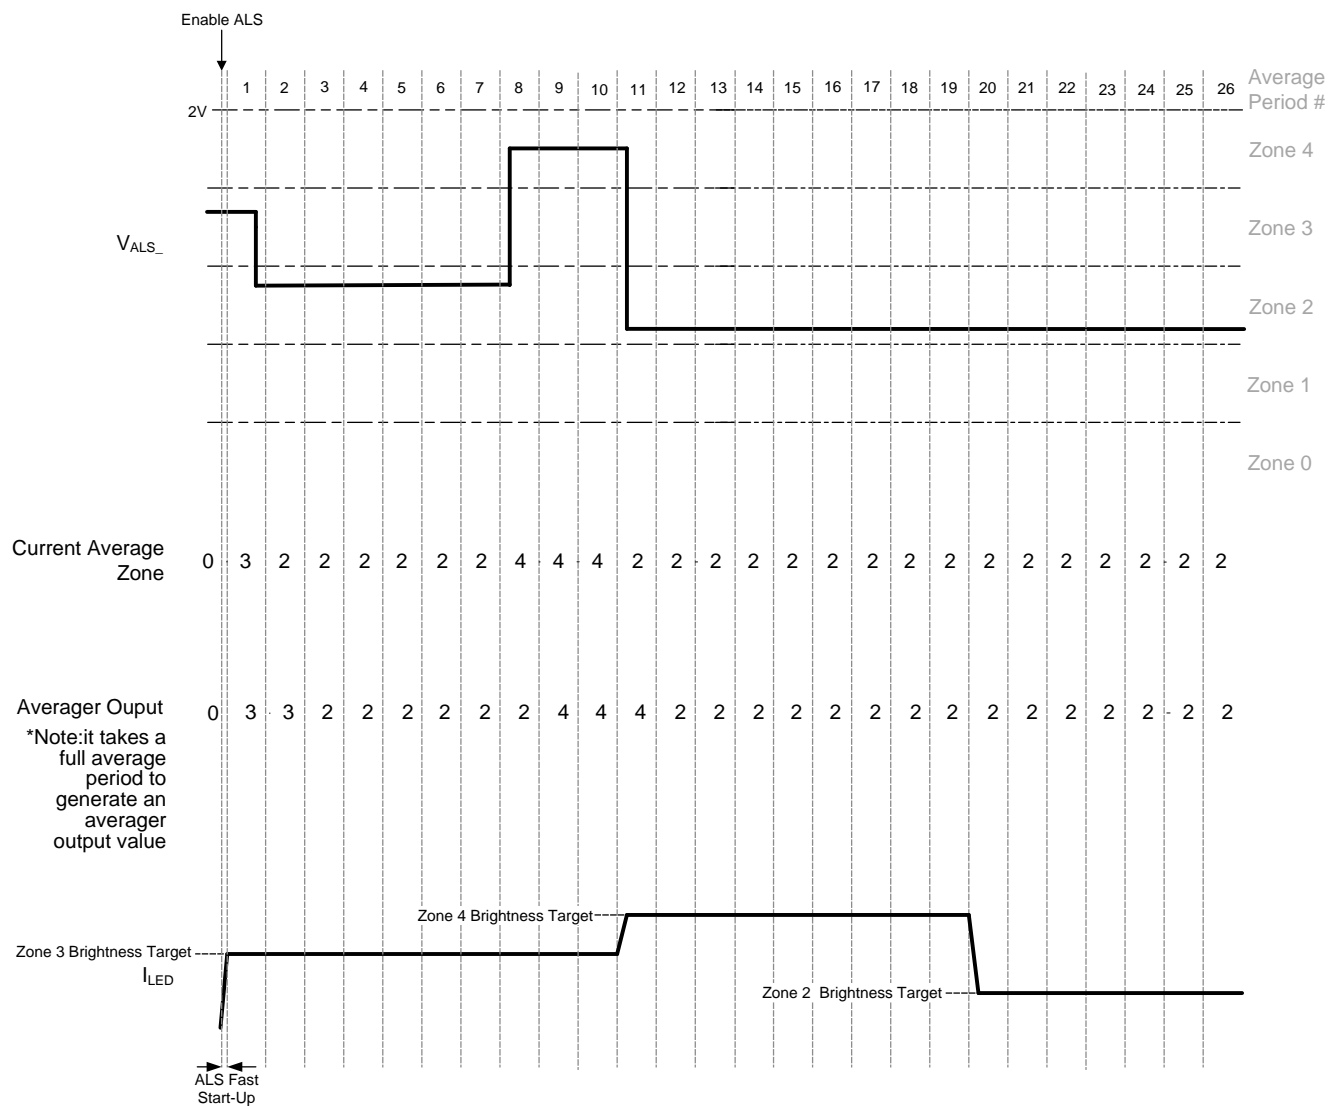 Enable ALS
1 2 3 4 5 6 7 8 9 10 11 12 13 14 15 16 17 18 19 20 21 22 23 24 25 26
Average
Period #
2V
Zone 4
Zone 3
VALS_
Zone 2
Zone 1
Zone 0
Current Average
Zone
0 3 2 2 2 2 2 2 4 4 4 2 2 2 2 2 2 2 2 2 2 2 2 2 2 2 2
Averager Ouput
0 3 3 2 2 2 2 2 2 4 4 4 2 2 2 2 2 2 2 2 2 2 2 2 2 2 2
*Note:it takes a
full average
period to
generate an
averager
output value
Zone 4 Brightness Target
Zone 3 Brightness Target
ILED
Zone 2 Brightness Target
ALS Fast
Start-Up